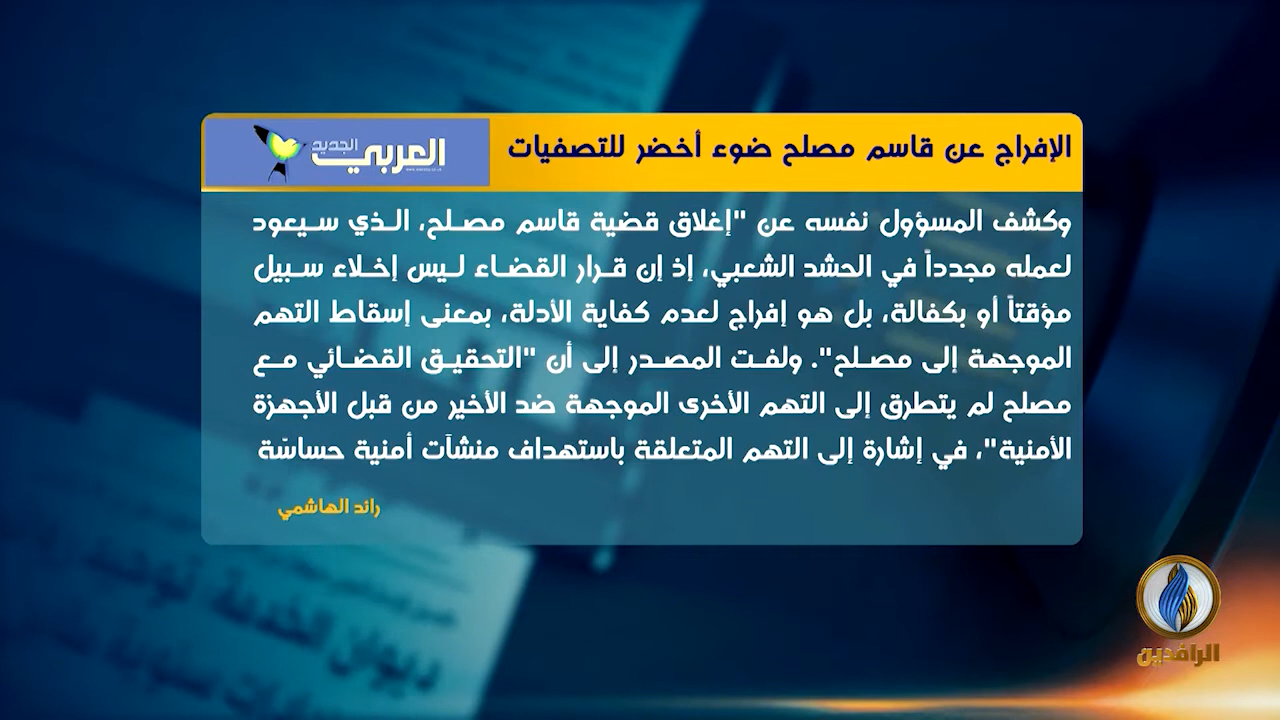 الإفراج عن قاسم مصلح ضوء أخضر للتصفيات
العربي الجديد
وكشف المسؤول نفسه عن "إغلاق قضية قاسم مصلح، الذي سيعود
لعمله مجدداً في الحشد الشعبي، إذ إن قرار القضاء ليس إخلاء سبيل
مؤقتاً أو بكفالة، بل هو إفراج لعدم كفاية الأدلة، بمعنى إسقاط التهم
الموجهة إلى مصلح". ولفت المصدر إلى أن "التحقيق القضائي مع
مصلح لم يتطرق إلى التهم الأخرى الموجهة ضد الأخير من قبل الأجهزة
الأمنية"، في إشارة إلى التهم المتعلقة باستهداف منشآت أمنية حساسّة
رائد الهاشمي
ديوان الخدمة:
الرافدين